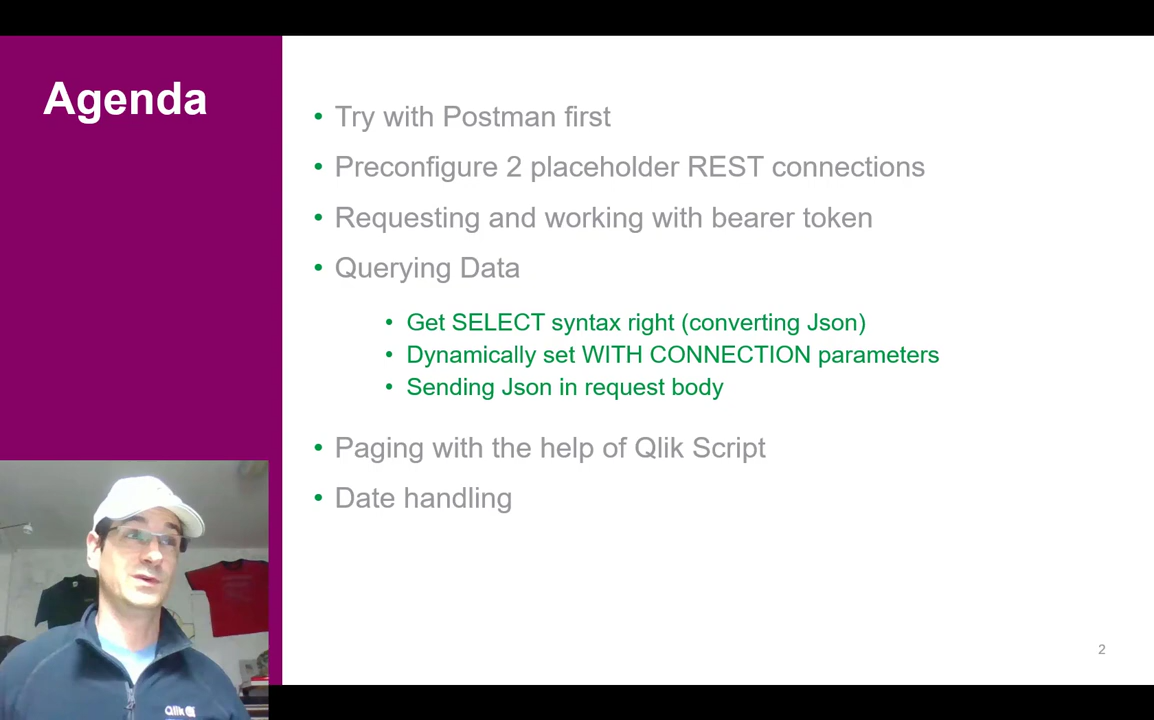 Agenda
• Try with Postman first
• Preconfigure 2 placeholder REST connections
• Requesting and working with bearer token
• Querying Data
• Get SELECT syntax right (converting Json)
• Dynamically set WITH CONNECTION parameters
• Sending Json in request body
• Paging with the help of Qlik Script
• Date handling
2
Qlik